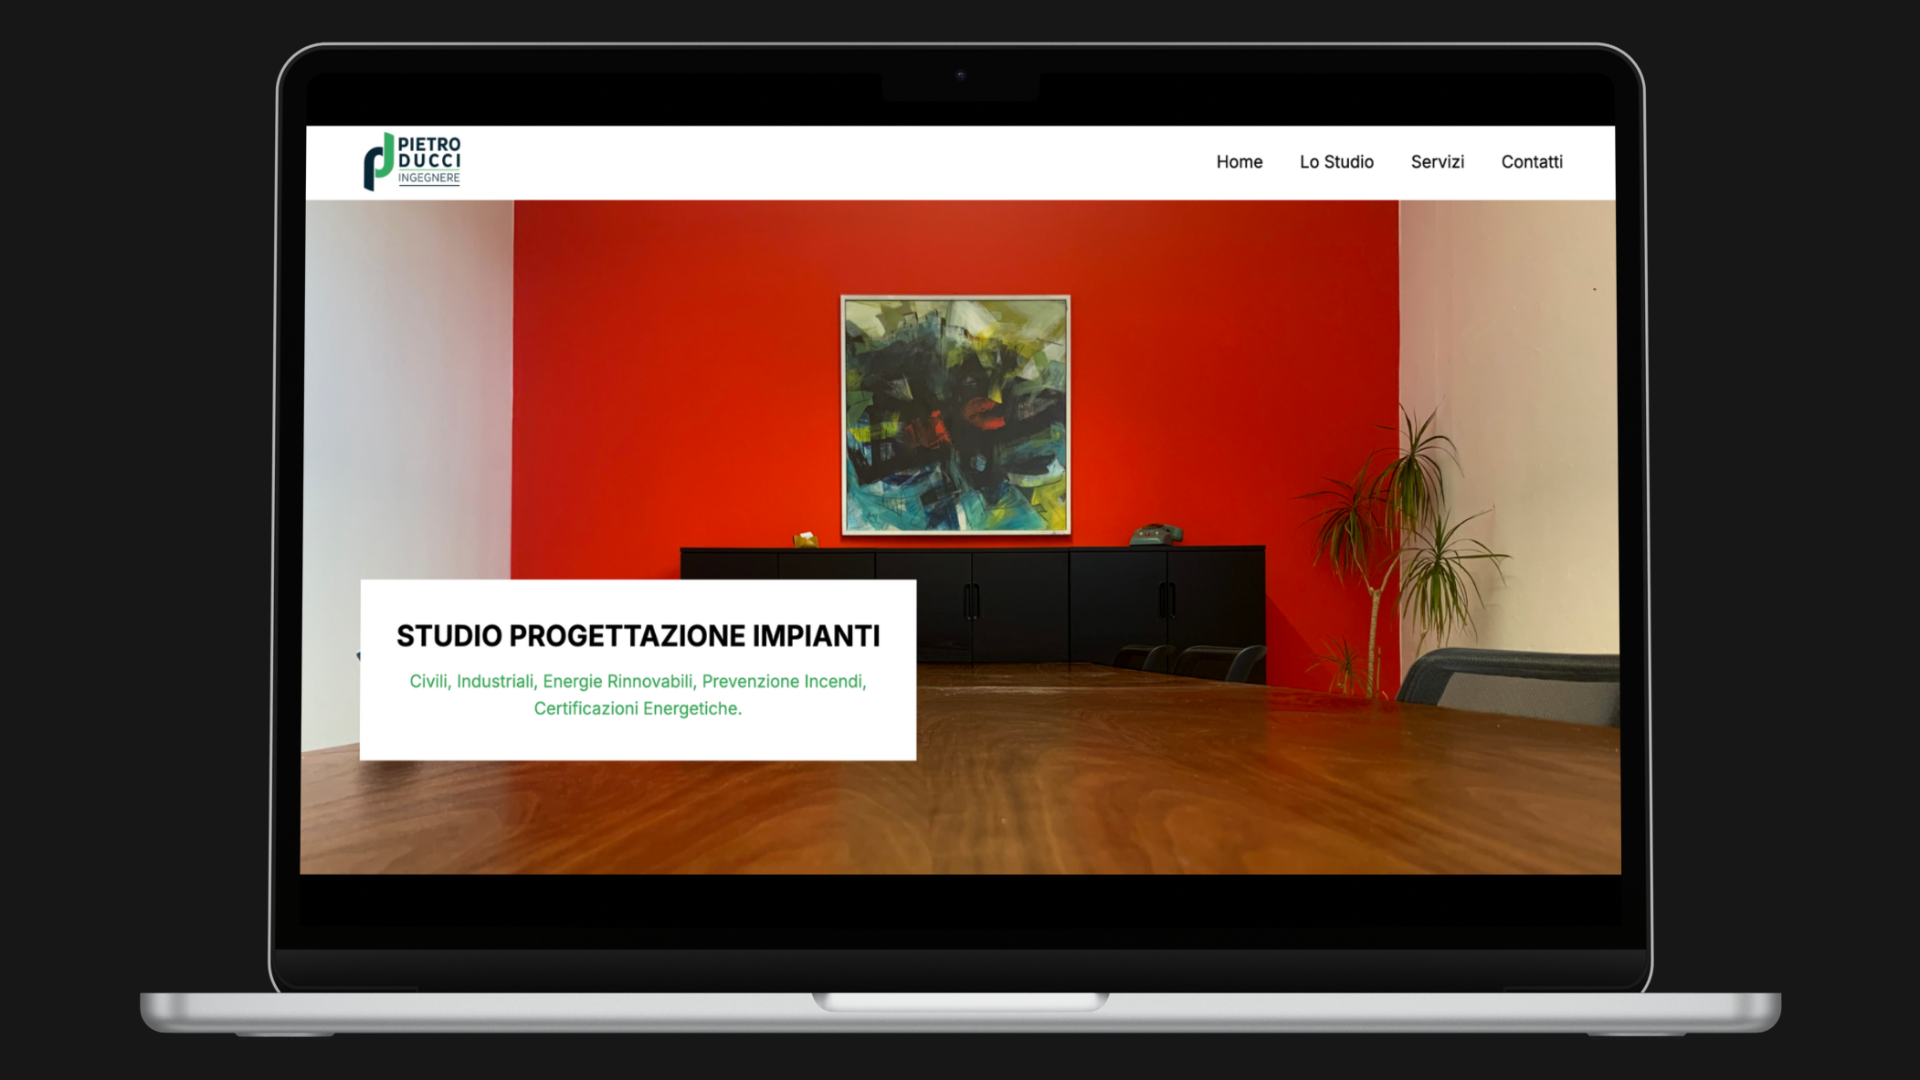 PIETRO
DUCCI
INGEGNERE
Home Lo Studio Servizi Contatti
STUDIO PROGETTAZIONE IMPIANTI
Civili, Industriali, Energie Rinnovabili, Prevenzione Incendi,
Certificazioni Energetiche.